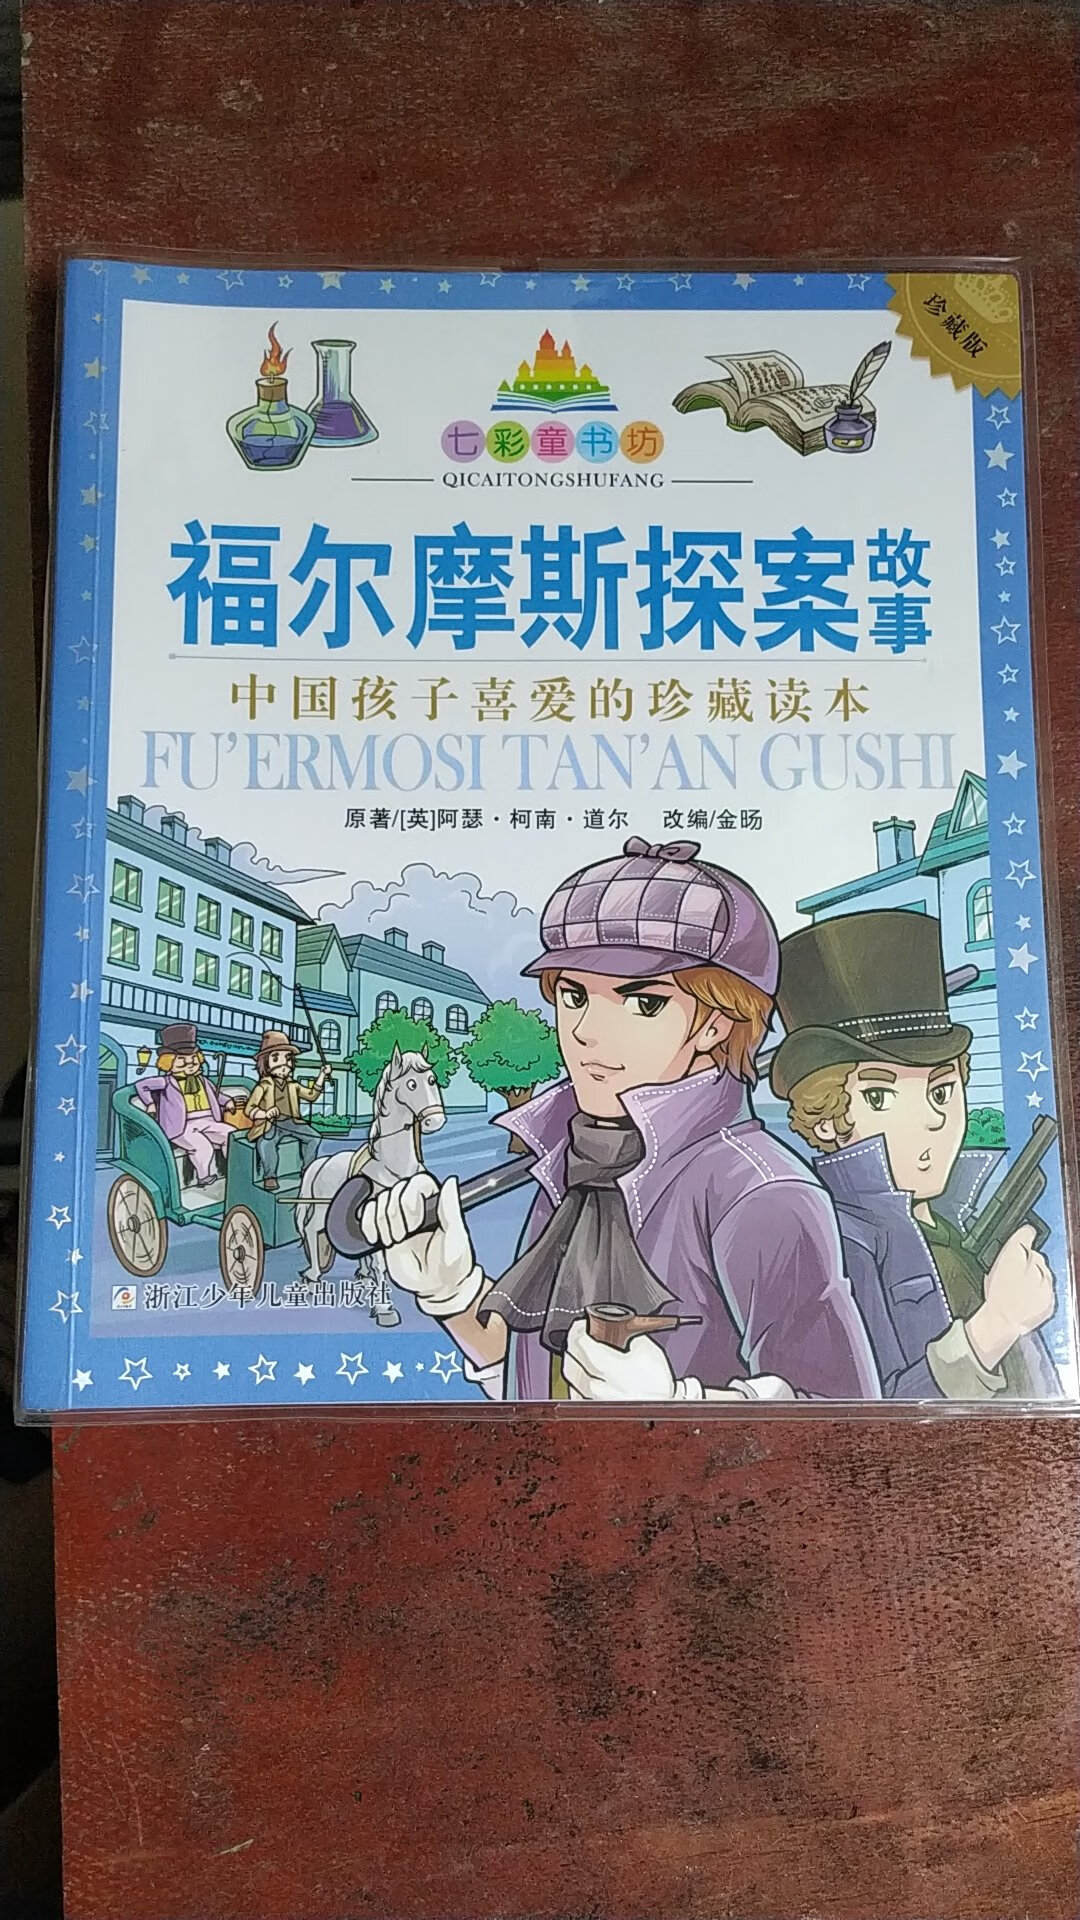 珍藏版
七彩童书坊
QICAITONGSHUFANG
福尔摩斯探案故事
中国孩子喜爱的珍藏读本
FU'ERMOSI TAN'AN GUSHI
原著/[英]阿瑟·柯南·道尔 改编/金旸
浙江少年儿童出版社